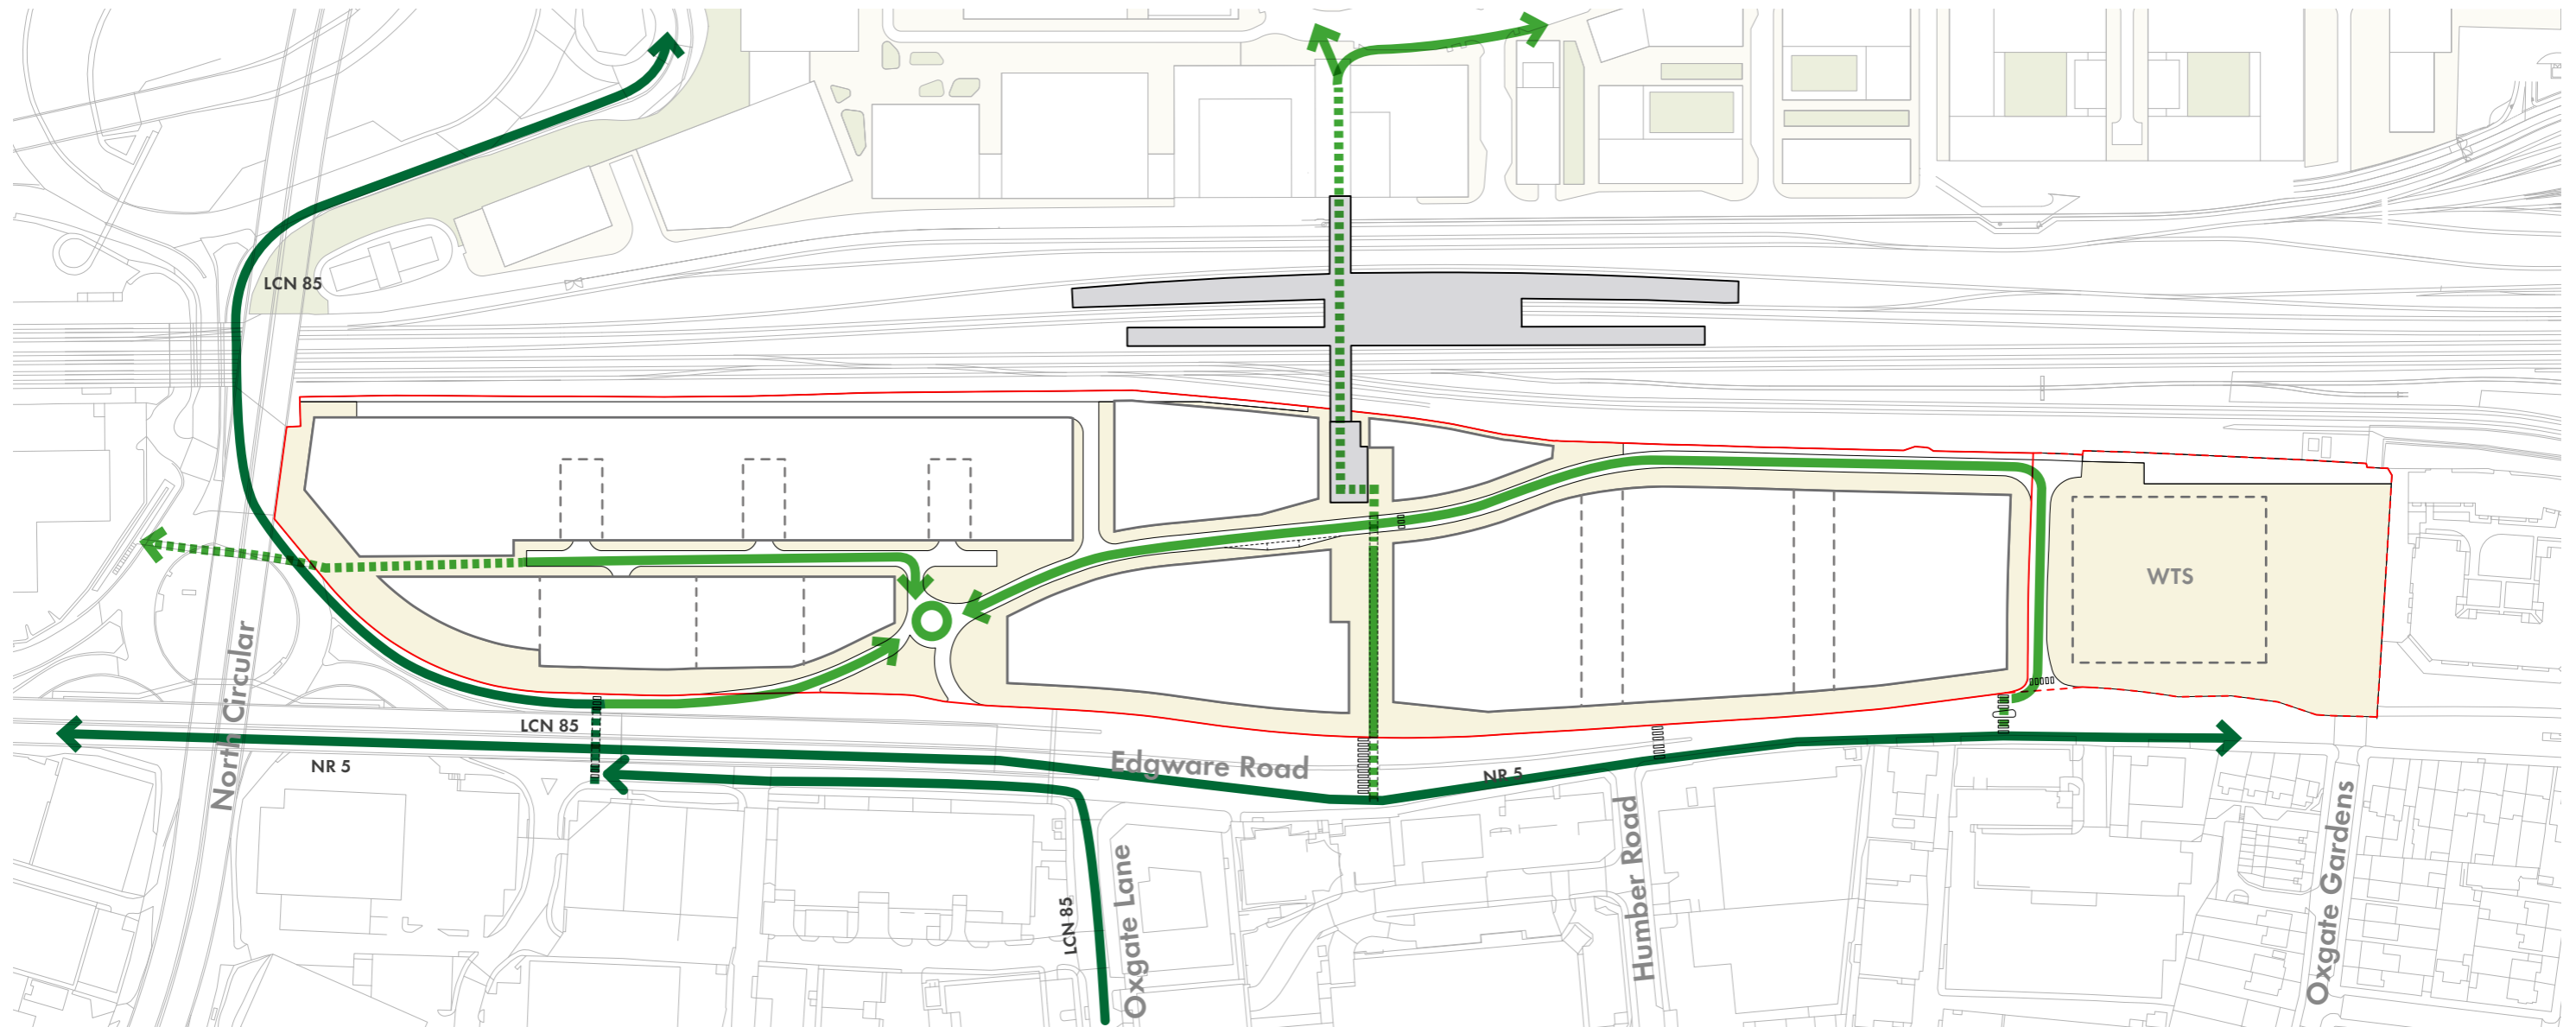 LCN 85
WTS
North Circular
LCN 85
NR 5
Edgware Road
NR 5
LCN 85
Oxgate Lane
Humber Road
Oxgate Gardens